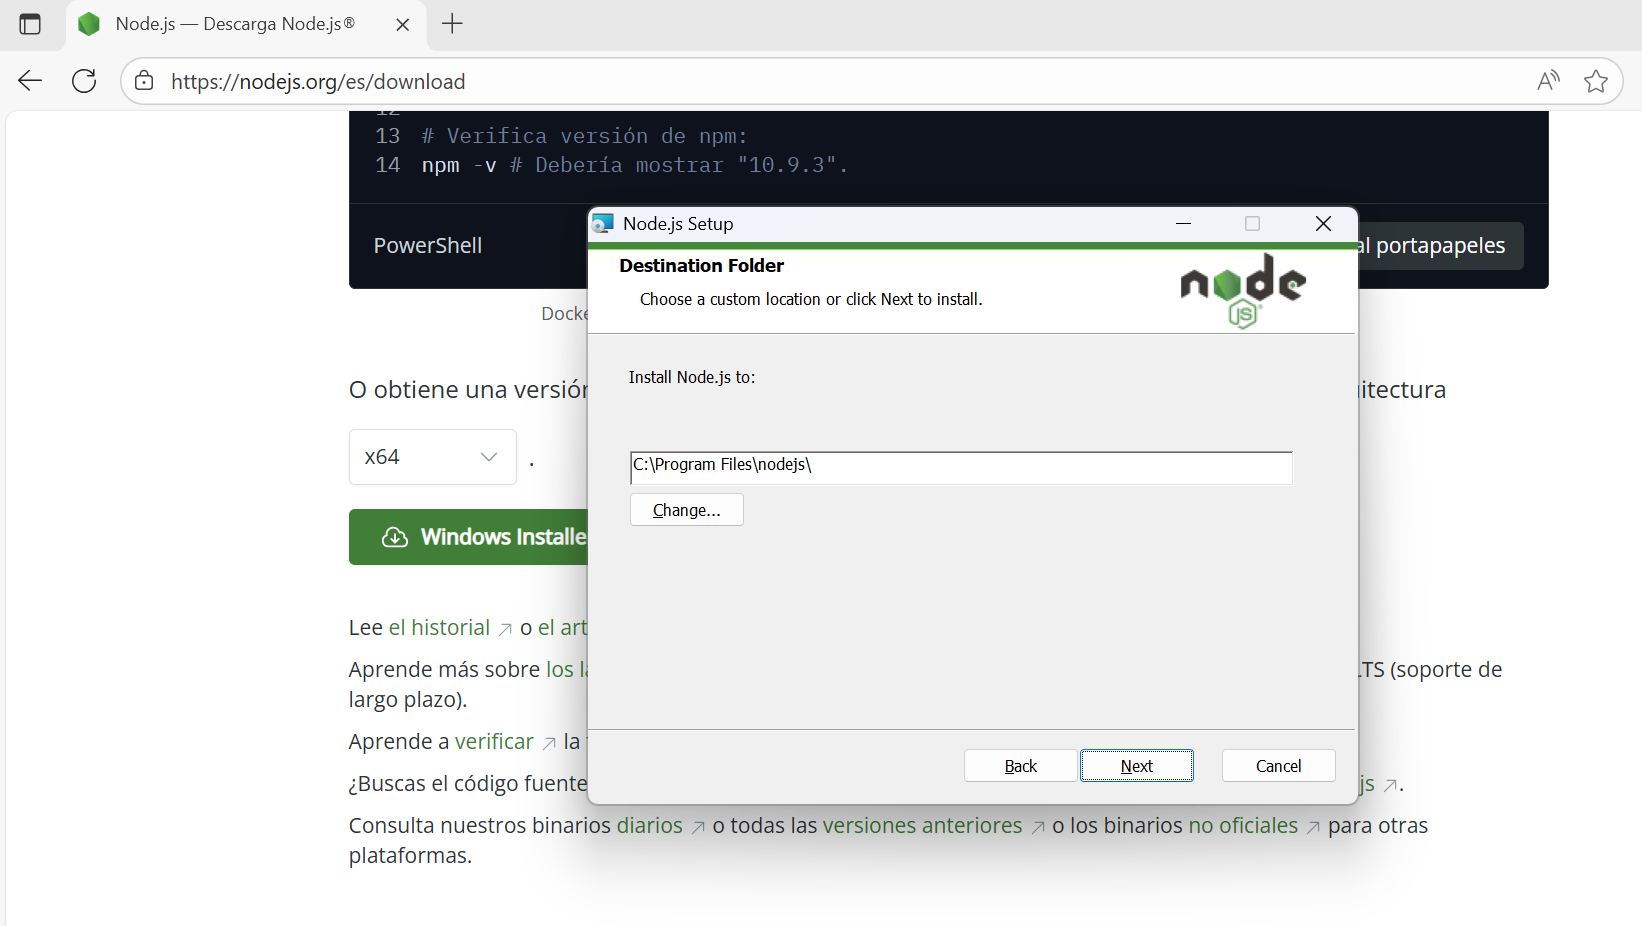 Node.js — Descarga Node.js®
https://nodejs.org/es/download
12
13 # Verifica versión de npm:
14 npm -v # Debería mostrar "10.9.3".
PowerShell
al portapapeles
Node.js Setup
Destination Folder
Choose a custom location or click Next to install.
node
JS
Install Node.js to:
C:\Program Files\nodejs\
Change...
Back
Next
Cancel
O obtiene una versión
x64 .
Windows Installe
Lee el historial o el art
Aprende más sobre los la LTS (soporte de
largo plazo).
Aprende a verificar la
¿Buscas el código fuente js .
Consulta nuestros binarios diarios o todas las versiones anteriores o los binarios no oficiales para otras
plataformas.